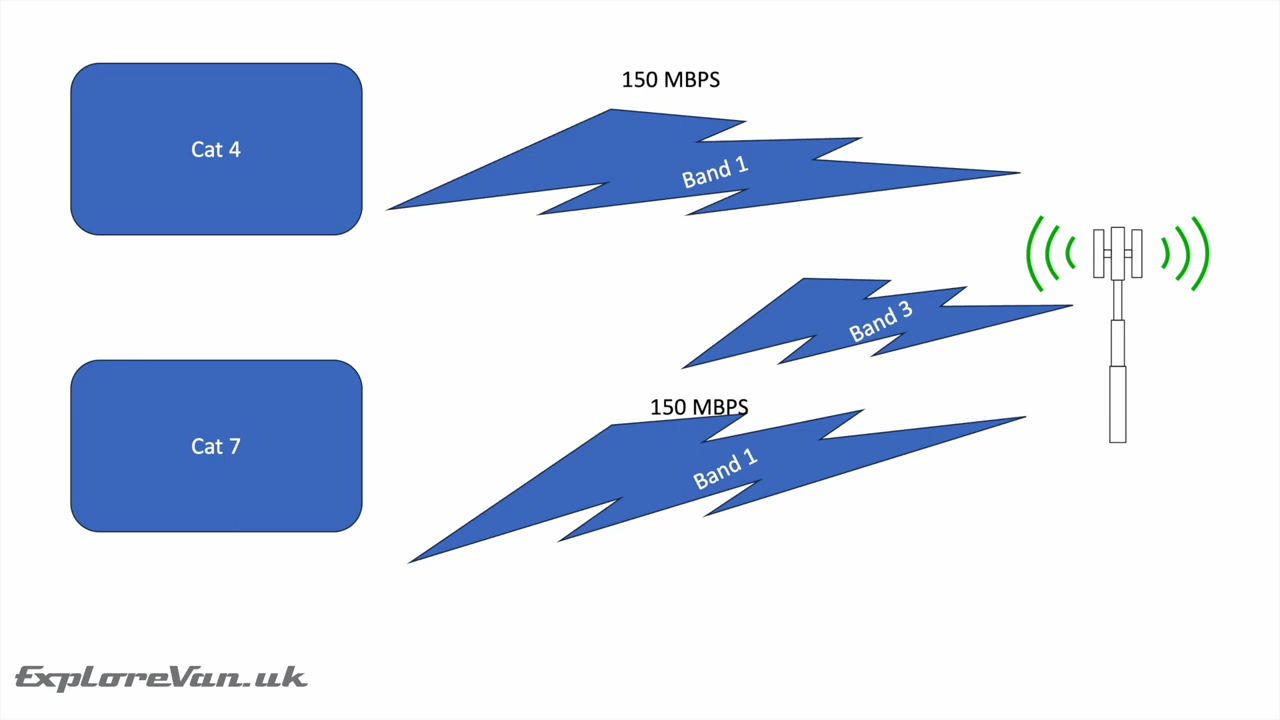 150 MBPS
Cat 4
Band 1
Band 3
150 MBPS
Cat 7
Band 1
ExploreVan.uk